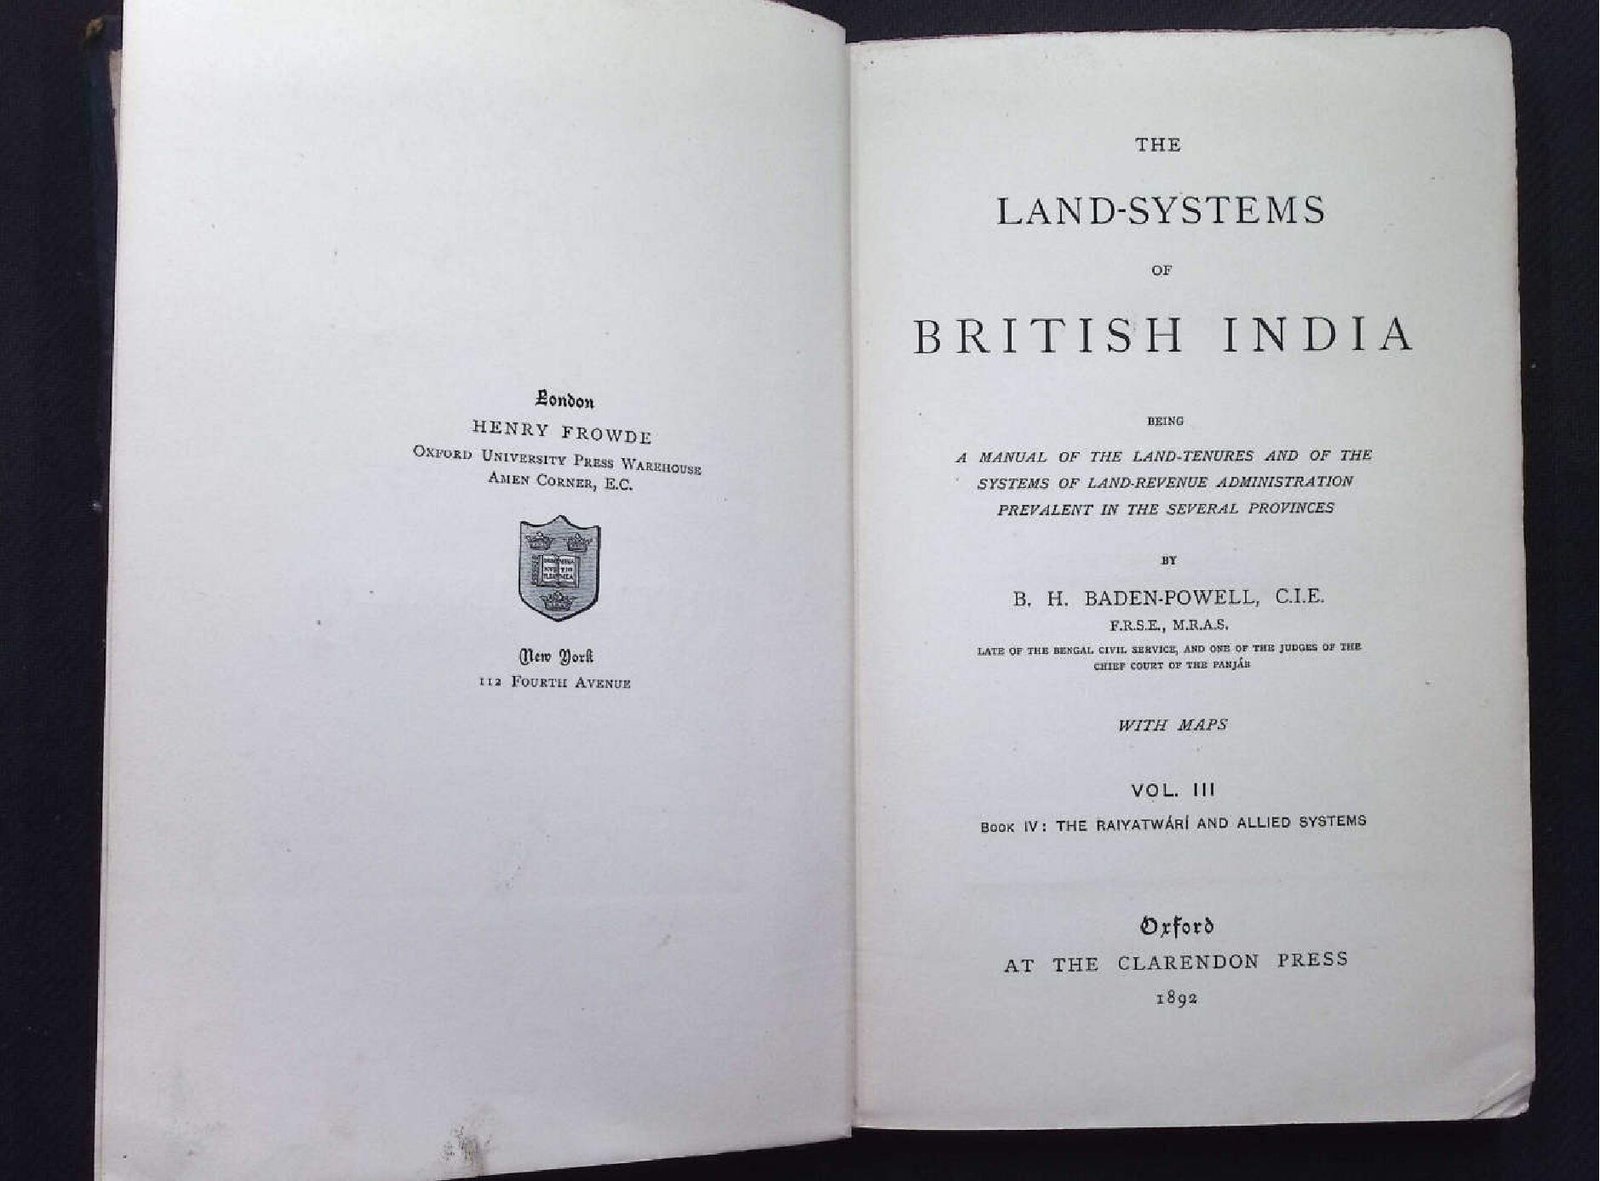 London
HENRY FROWDE
OXFORD UNIVERSITY PRESS WAREHOUSE
AMEN CORNER, E.C.
New York
112 FOURTH AVENUE
THE
LAND-SYSTEMS
OF
BRITISH INDIA
BEING
A MANUAL OF THE LAND-TENURES AND OF THE
SYSTEMS OF LAND-REVENUE ADMINISTRATION
PREVALENT IN THE SEVERAL PROVINCES
BY
B. H. BADEN-POWELL, C.I.E.
F.R.S.E., M.R.A.S.
LATE OF THE BENGAL CIVIL SERVICE, AND ONE OF THE JUDGES OF THE
CHIEF COURT OF THE PANJÁB
WITH MAPS
VOL. III
BOOK IV: THE RAIYATWÁRÍ AND ALLIED SYSTEMS
Oxford
AT THE CLARENDON PRESS
1892